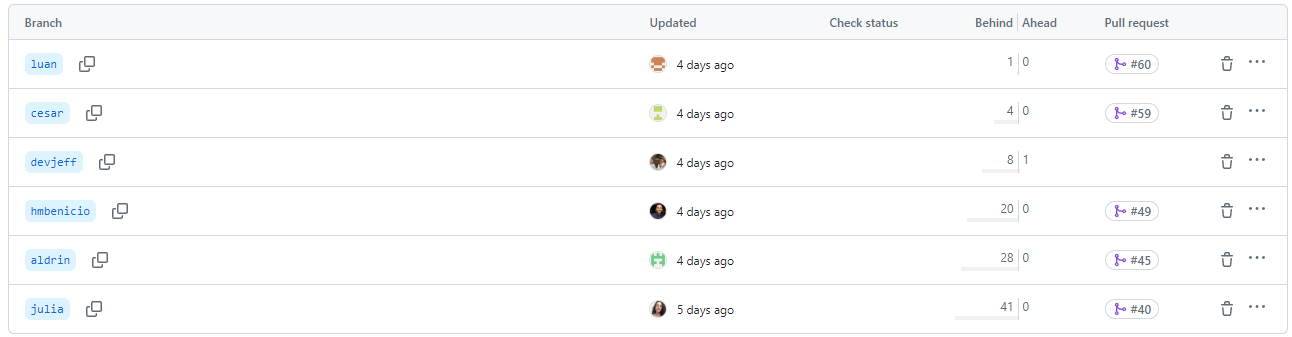 Branch Updated Check status Behind Ahead Pull request
luan 4 days ago 1 0 #60
cesar 4 days ago 4 0 #59
devjeff 4 days ago 8 1
hmbenicio 4 days ago 20 0 #49
aldrin 4 days ago 28 0 #45
julia 5 days ago 41 0 #40